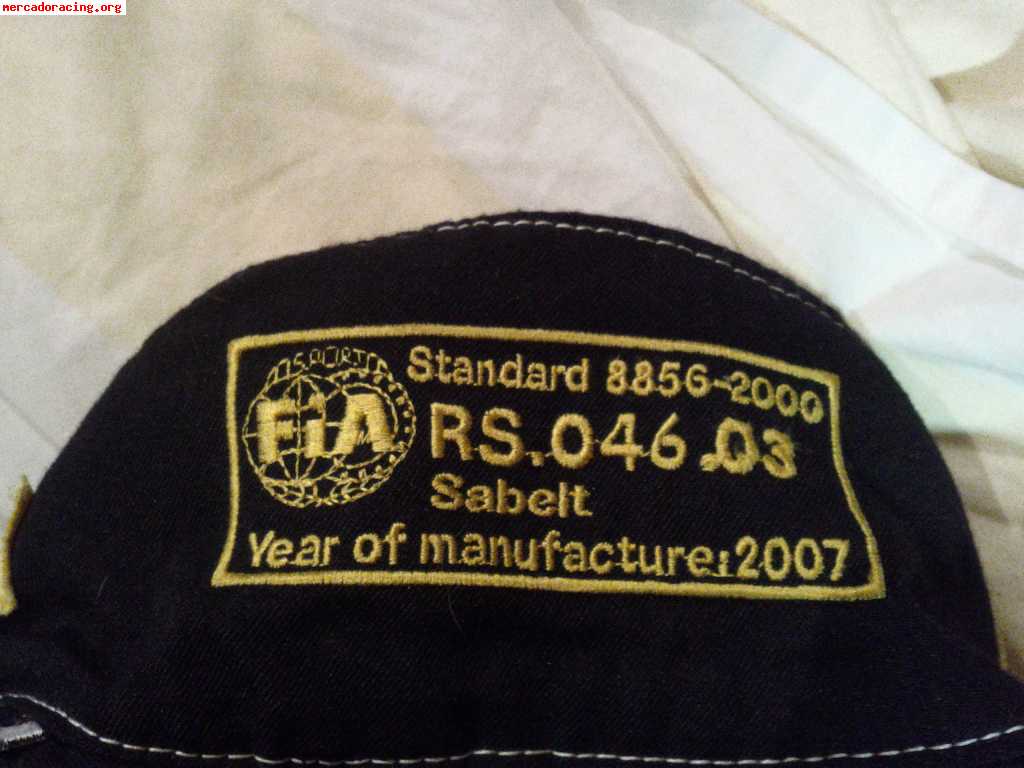 mercadoracing.org
FiA
Standard 8856-2000
RS.046.03
Sabelt
Year of manufacture:2007